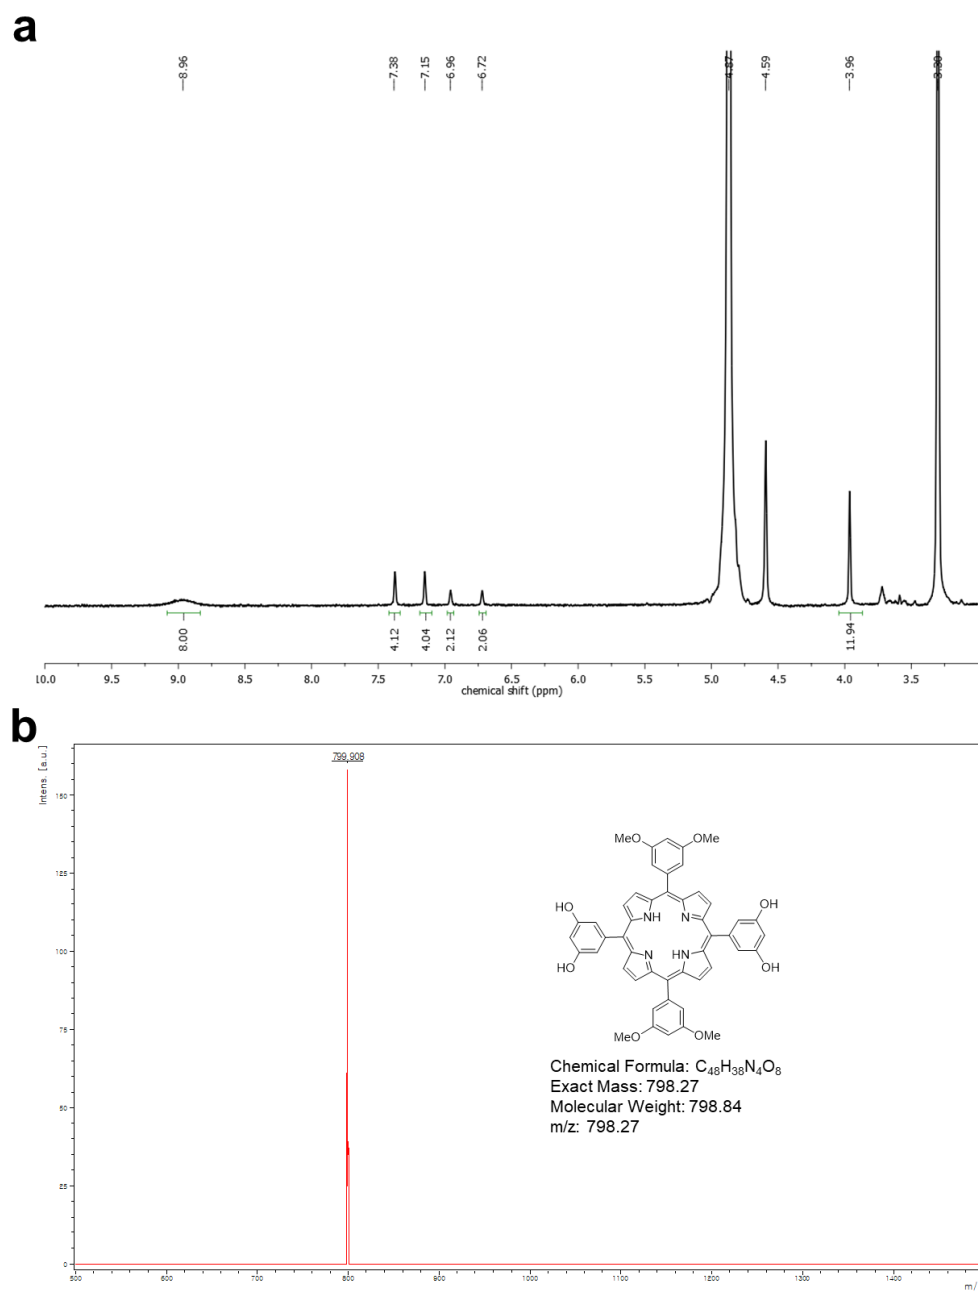 a
8.96
7.38
7.15
6.96
6.72
4.87
4.59
3.96
3.30
8.00
4.12
4.04
2.12
2.06
11.94
10.0 9.5 9.0 8.5 8.0 7.5 7.0 6.5 6.0 5.5 5.0 4.5 4.0 3.5
chemical shift (ppm)
b
Intens. [a.u.]
799.908
150
125
100
75
50
25
0
MeO OMe
HO OH
NH N
N HN
HO OH
MeO OMe
Chemical Formula: C₄₈H₃₈N₄O₈
Exact Mass: 798.27
Molecular Weight: 798.84
m/z: 798.27
500 600 700 800 900 1000 1100 1200 1300 1400
m/